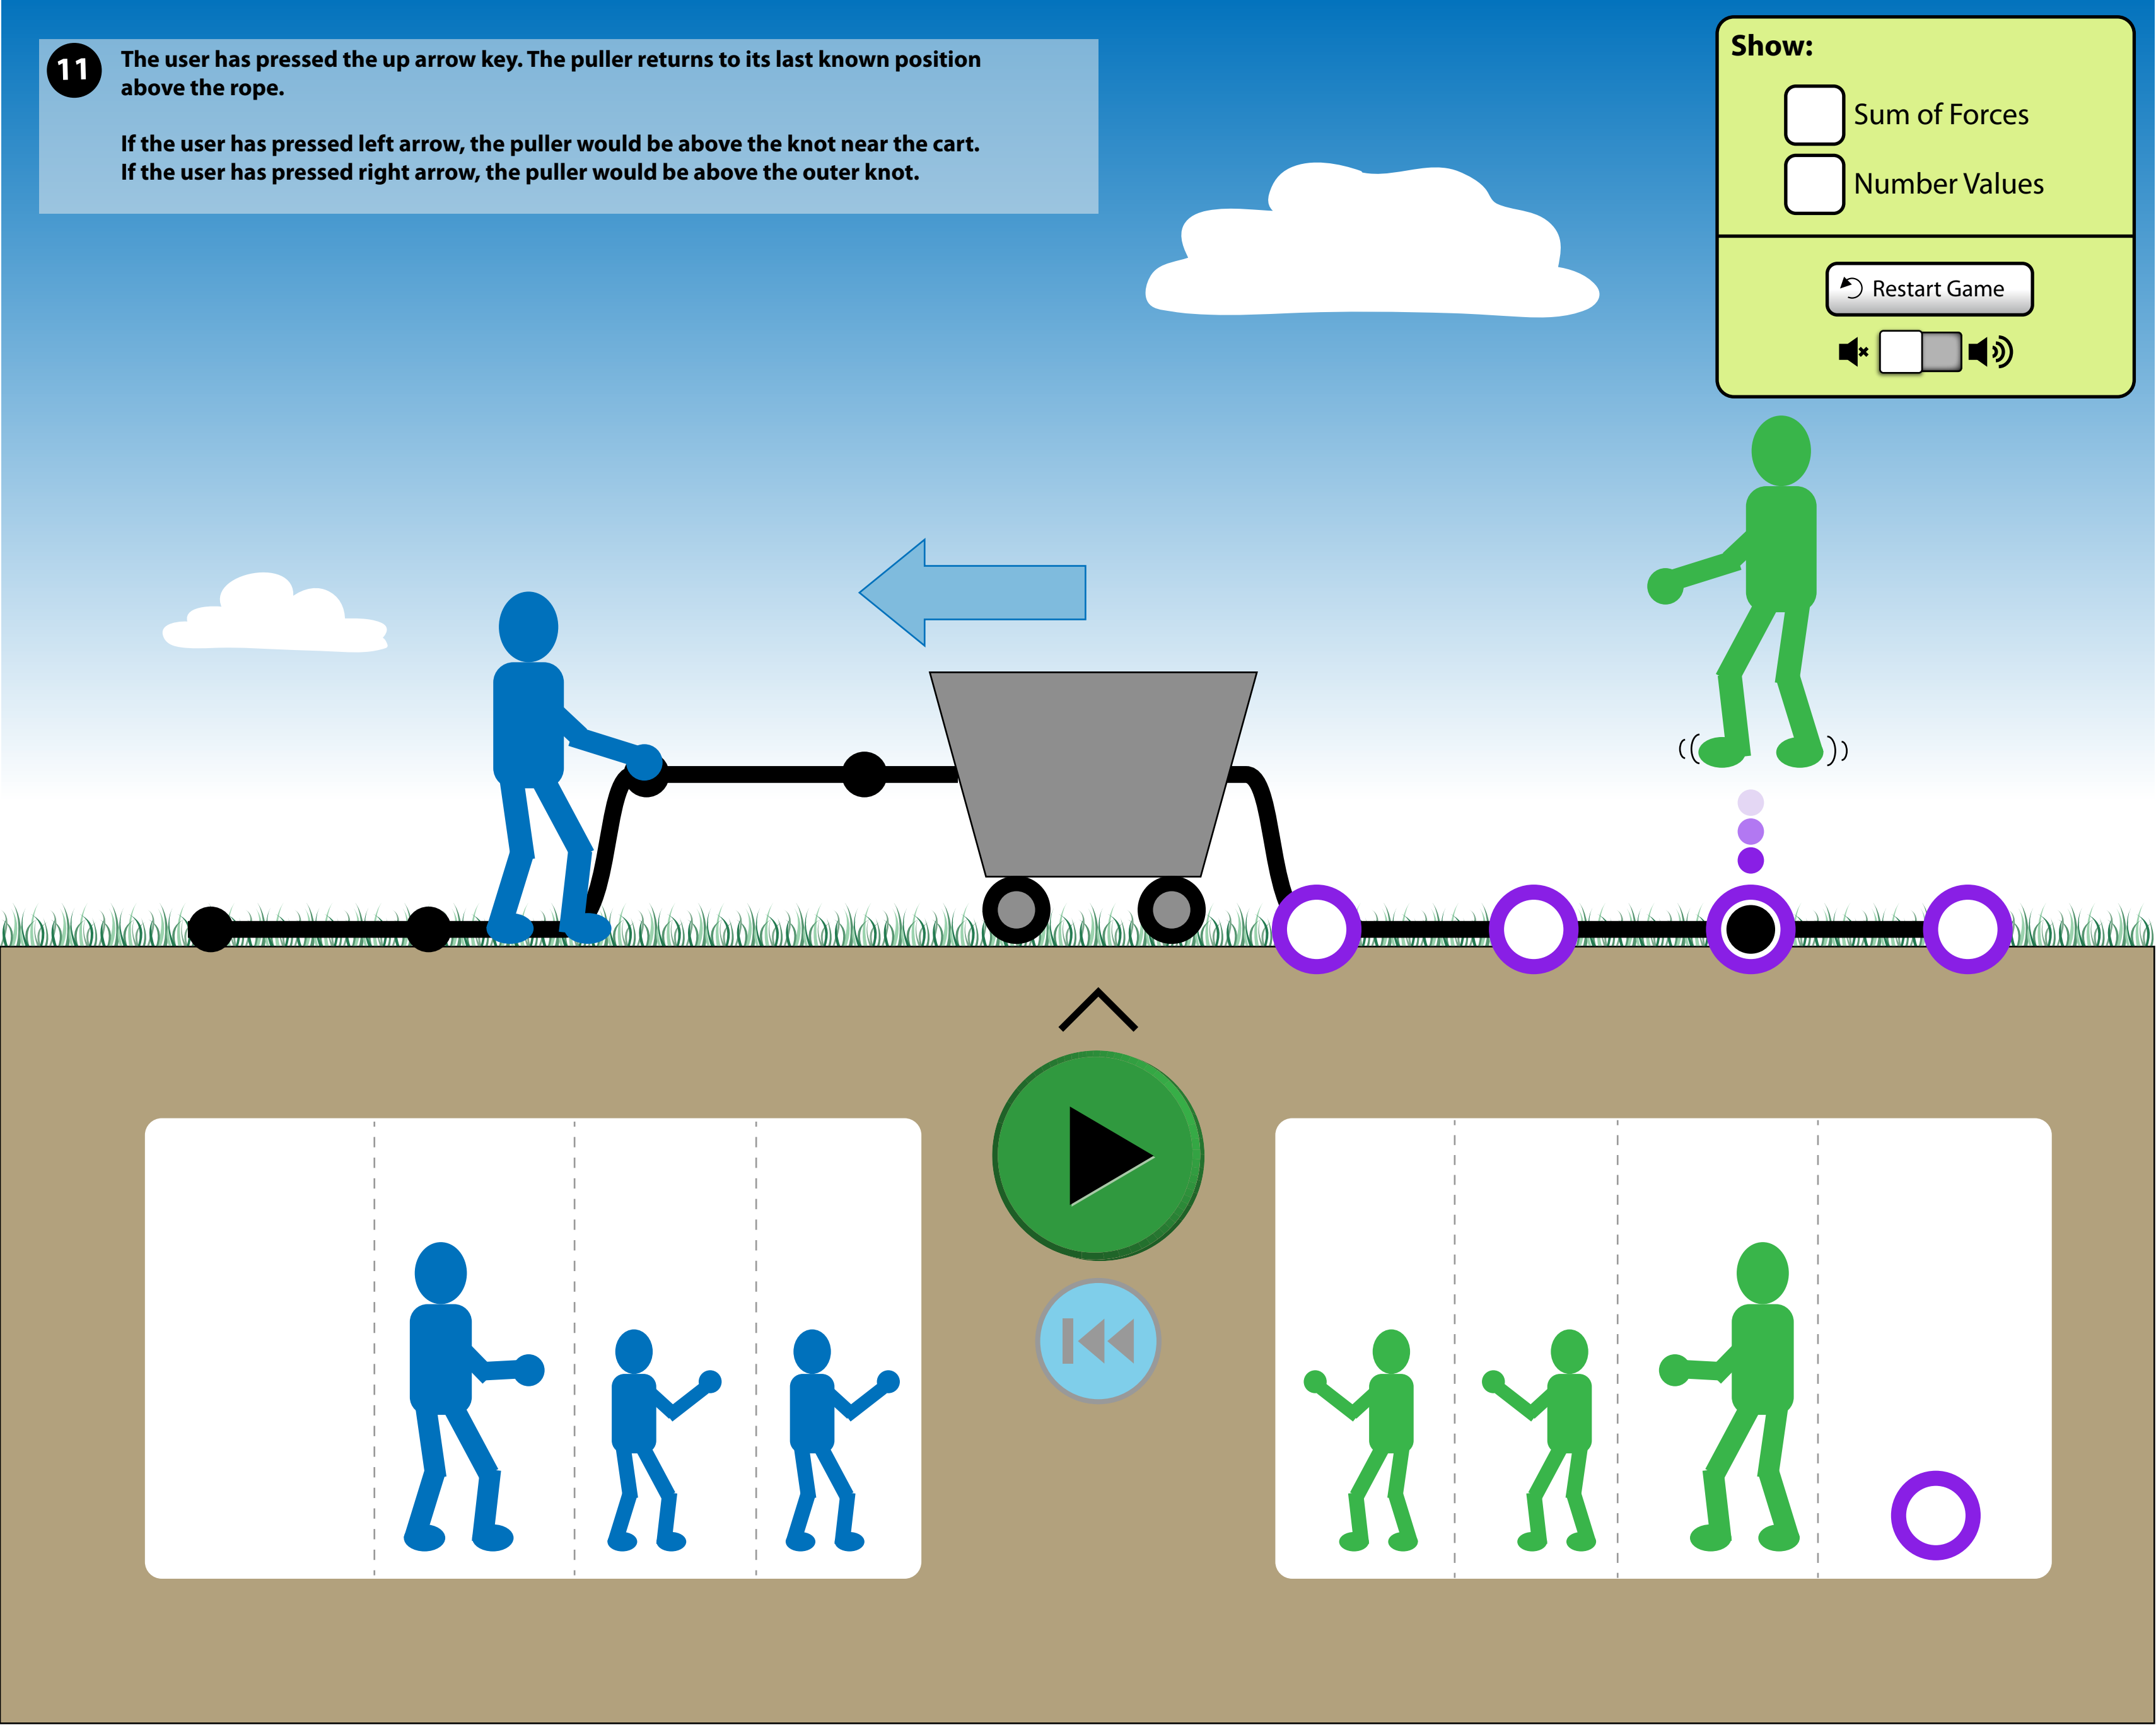 11
The user has pressed the up arrow key. The puller returns to its last known position
above the rope.
If the user has pressed left arrow, the puller would be above the knot near the cart.
If the user has pressed right arrow, the puller would be above the outer knot.
Show:
Sum of Forces
Number Values
Restart Game